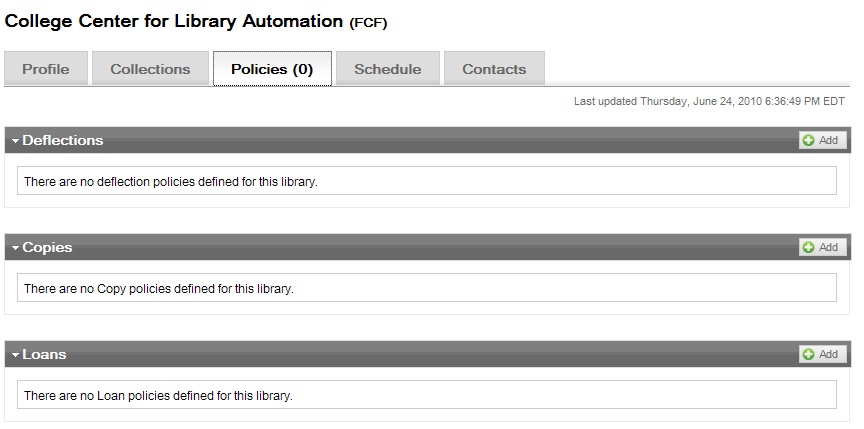 College Center for Library Automation (FCF)
Profile Collections Policies (0) Schedule Contacts
Last updated Thursday, June 24, 2010 6:36:49 PM EDT
Deflections Add
There are no deflection policies defined for this library.
Copies Add
There are no Copy policies defined for this library.
Loans Add
There are no Loan policies defined for this library.